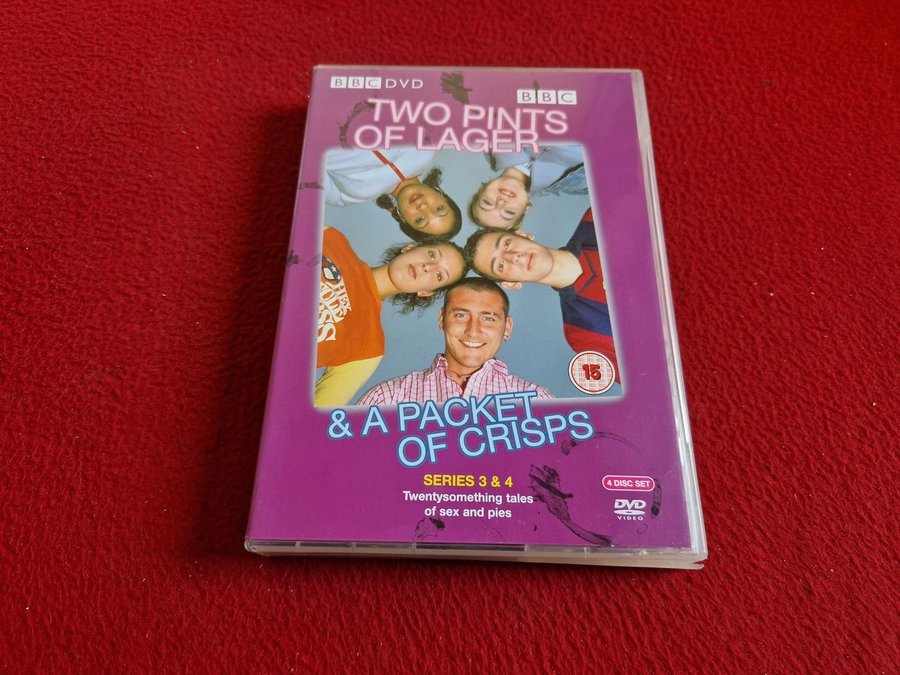 BBC DVD
BBC
TWO PINTS
OF LAGER
15
& A PACKET
OF CRISPS
SERIES 3 & 4
Twentysomething tales
of sex and pies
4 DISC SET
DVD
VIDEO